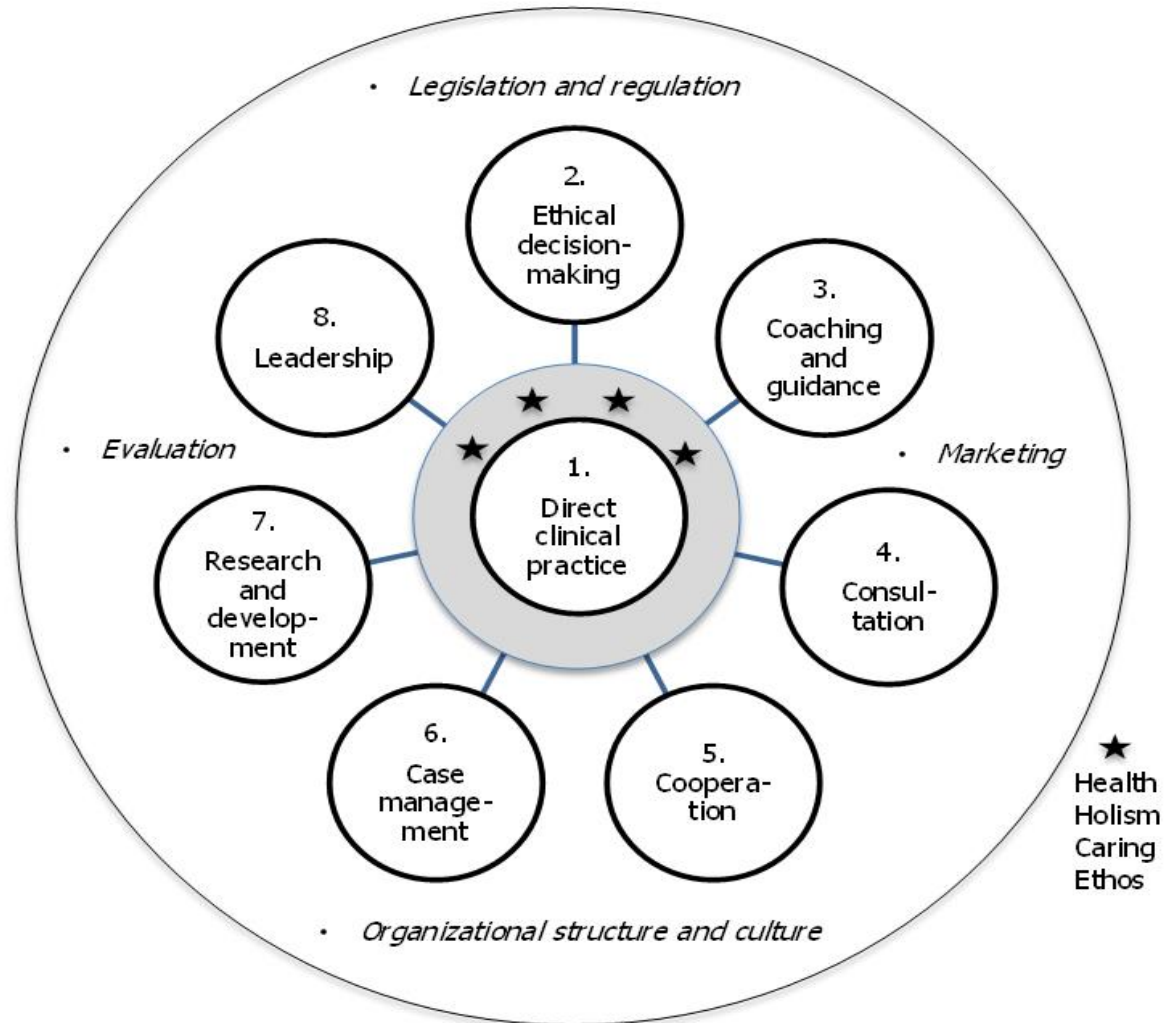 • Legislation and regulation
2.
Ethical
decision-
making
3.
Coaching
and
guidance
8.
Leadership
• Evaluation
• Marketing
1.
Direct
clinical
practice
7.
Research
and
develop-
ment
4.
Consul-
tation
6.
Case
manage-
ment
5.
Coopera-
tion
★
Health
Holism
Caring
Ethos
• Organizational structure and culture